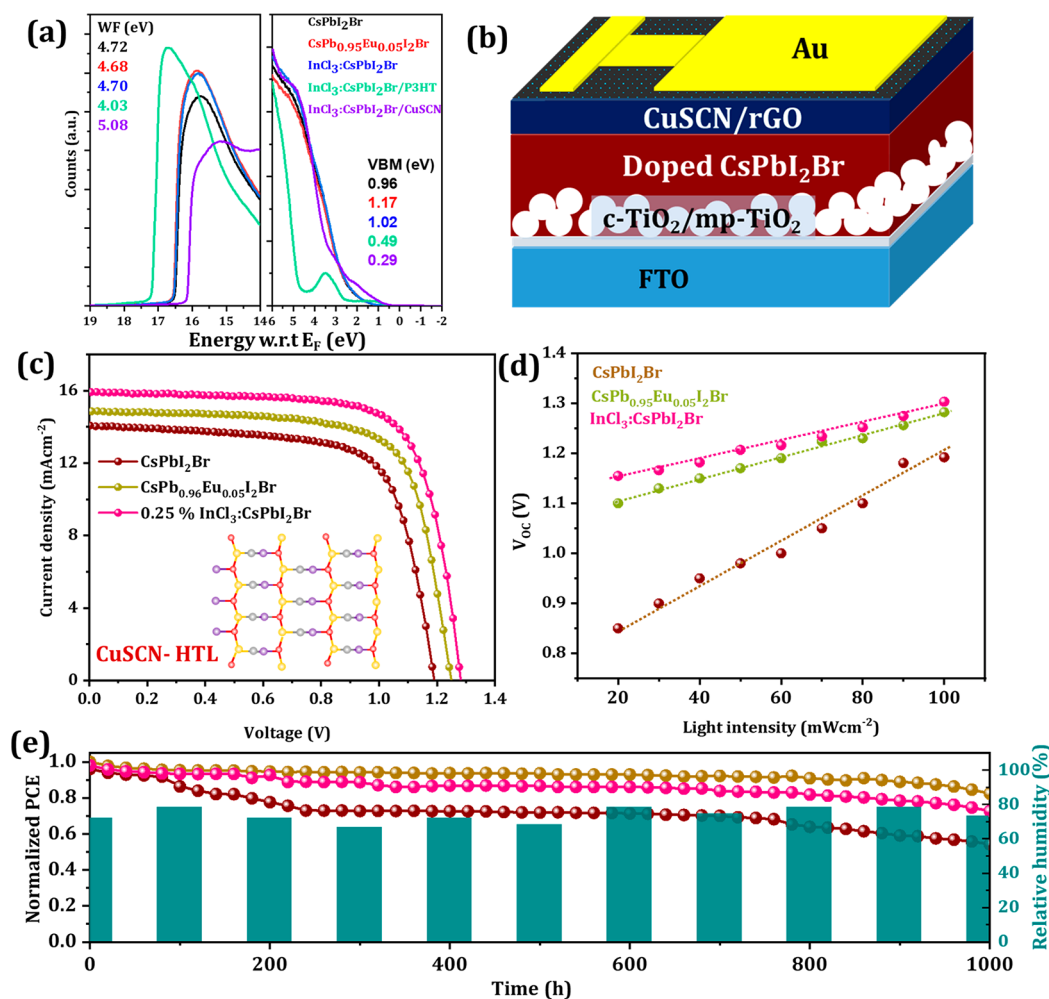 (a)
WF (eV)
4.72
4.68
4.70
4.03
5.08
CsPbI₂Br
CsPb₀.₉₅Eu₀.₀₅I₂Br
InCl₃:CsPbI₂Br
InCl₃:CsPbI₂Br/P3HT
InCl₃:CsPbI₂Br/CuSCN
VBM (eV)
0.96
1.17
1.02
0.49
0.29
Counts (a.u.)
19 18 17 16 15 14 6 5 4 3 2 1 0 -1 -2
Energy w.r.t E_F (eV)
(b)
Au
CuSCN/rGO
Doped CsPbI₂Br
c-TiO₂/mp-TiO₂
FTO
(c)
Current density (mAcm⁻²)
16
12
8
4
0
CsPbI₂Br
CsPb₀.₉₆Eu₀.₀₅I₂Br
0.25 % InCl₃:CsPbI₂Br
CuSCN- HTL
0.0 0.2 0.4 0.6 0.8 1.0 1.2 1.4
Voltage (V)
(d)
V_OC (V)
1.4
1.3
1.2
1.1
1.0
0.9
0.8
CsPbI₂Br
CsPb₀.₉₅Eu₀.₀₅I₂Br
InCl₃:CsPbI₂Br
20 40 60 80 100
Light intensity (mWcm⁻²)
(e)
Normalized PCE
1.0
0.8
0.6
0.4
0.2
0.0
100
80
60
40
20
0
Relative humidity (%)
0 200 400 600 800 1000
Time (h)